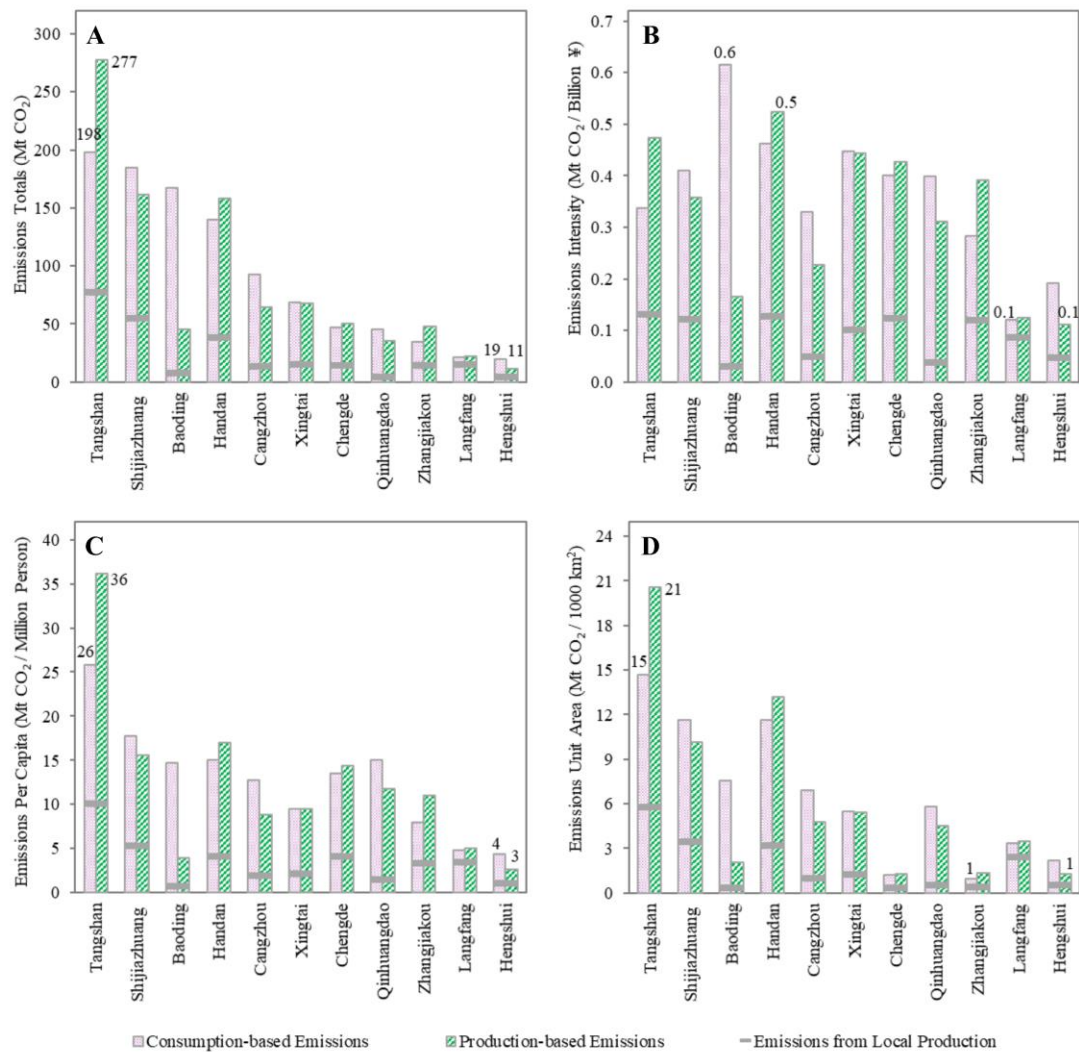 A
Emissions Totals (Mt CO₂)
300
250
200
150
100
50
0
277
198
19
11
Tangshan
Shijiazhuang
Baoding
Handan
Cangzhou
Xingtai
Chengde
Qinhuangdao
Zhangjiakou
Langfang
Hengshui
B
Emissions Intensity (Mt CO₂ / Billion ¥)
0.7
0.6
0.5
0.4
0.3
0.2
0.1
0.0
0.6
0.5
0.1
0.1
Tangshan
Shijiazhuang
Baoding
Handan
Cangzhou
Xingtai
Chengde
Qinhuangdao
Zhangjiakou
Langfang
Hengshui
C
Emissions Per Capita (Mt CO₂ / Million Person)
40
35
30
25
20
15
10
5
0
36
26
4
3
Tangshan
Shijiazhuang
Baoding
Handan
Cangzhou
Xingtai
Chengde
Qinhuangdao
Zhangjiakou
Langfang
Hengshui
D
Emissions Unit Area (Mt CO₂ / 1000 km²)
24
21
18
15
12
9
6
3
0
21
15
1
1
Tangshan
Shijiazhuang
Baoding
Handan
Cangzhou
Xingtai
Chengde
Qinhuangdao
Zhangjiakou
Langfang
Hengshui
Consumption-based Emissions
Production-based Emissions
Emissions from Local Production